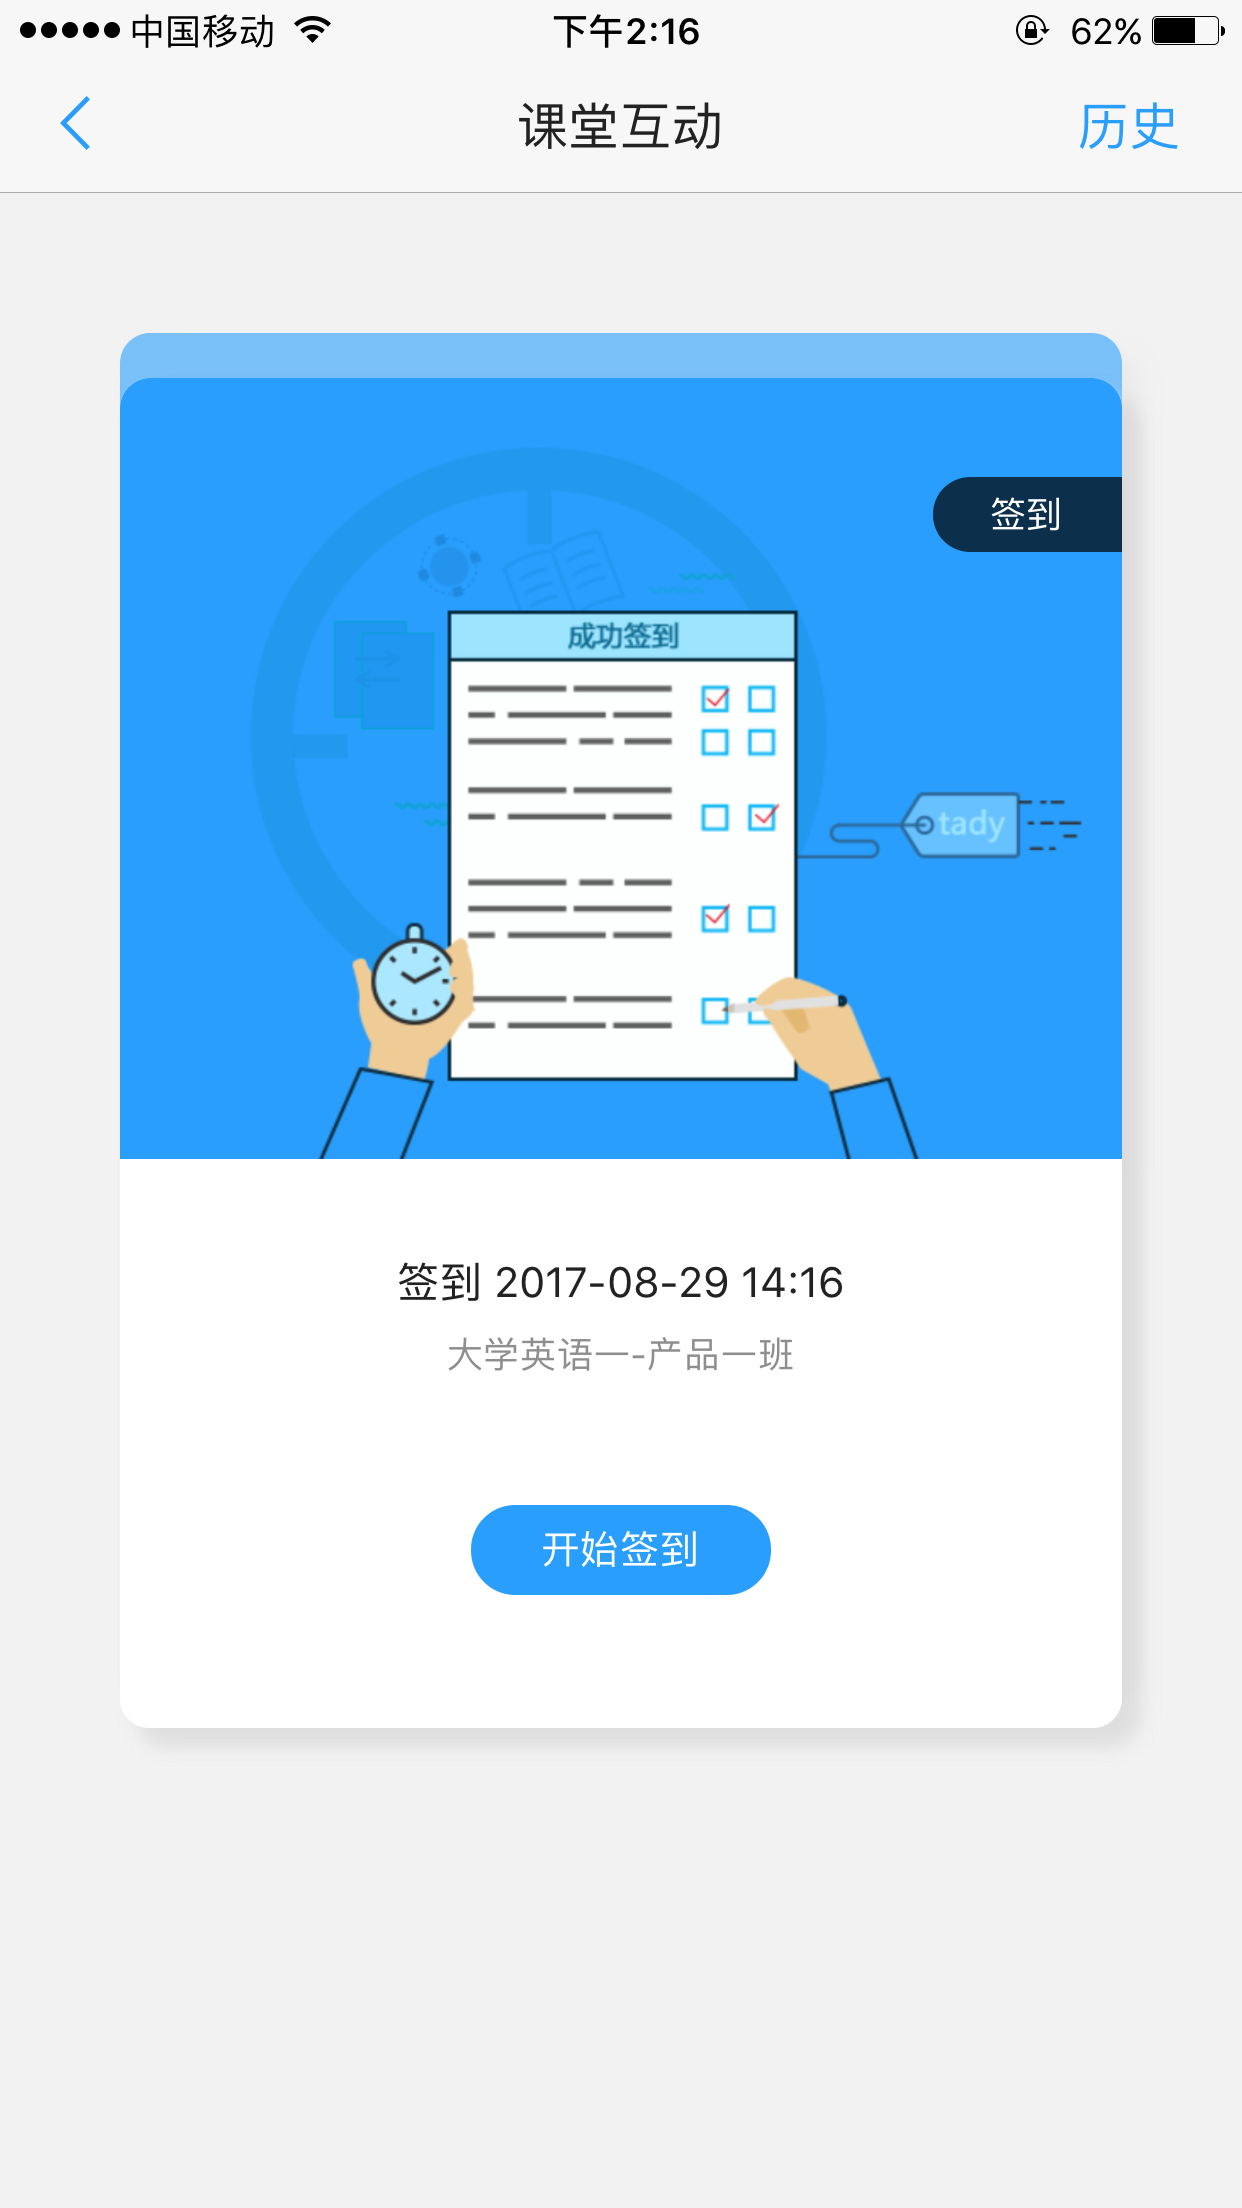 中国移动 下午2:16 62%
课堂互动 历史
签到
成功签到
tady
签到 2017-08-29 14:16
大学英语一-产品一班
开始签到